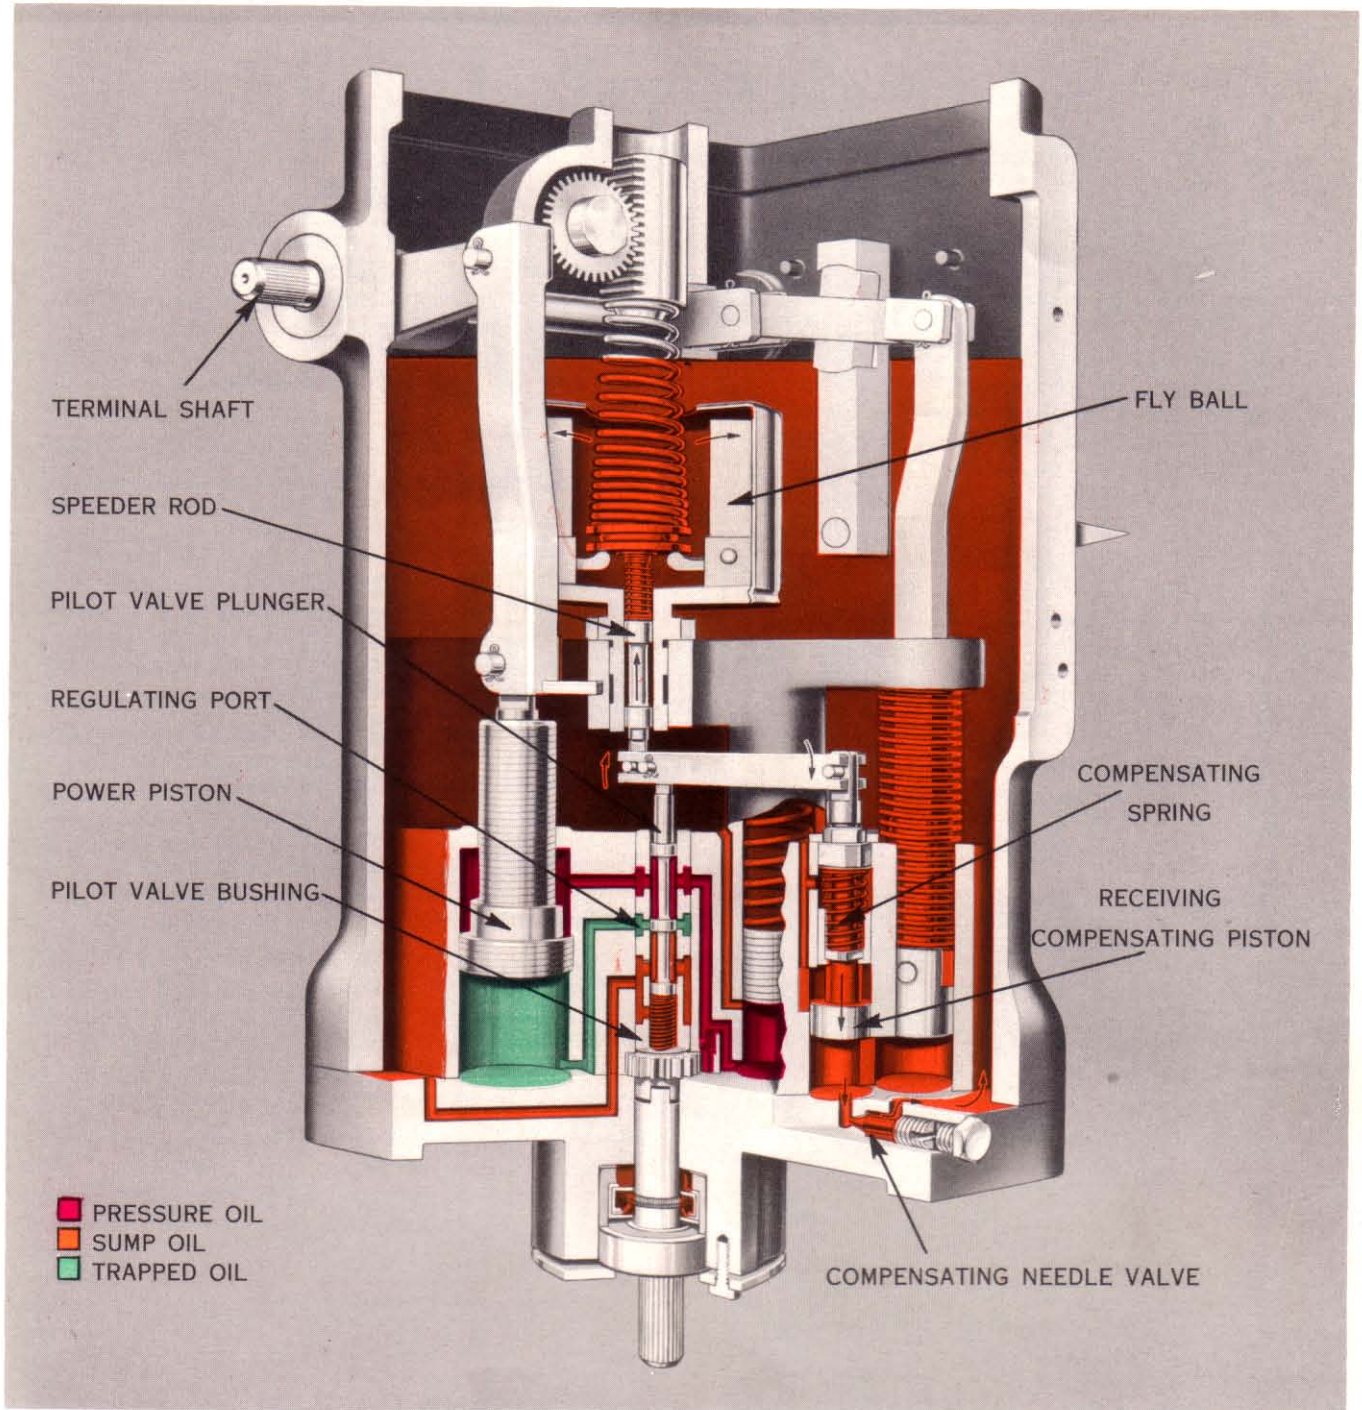 TERMINAL SHAFT
SPEEDER ROD
PILOT VALVE PLUNGER
REGULATING PORT
POWER PISTON
PILOT VALVE BUSHING
FLY BALL
COMPENSATING
SPRING
RECEIVING
COMPENSATING PISTON
COMPENSATING NEEDLE VALVE
PRESSURE OIL
SUMP OIL
TRAPPED OIL